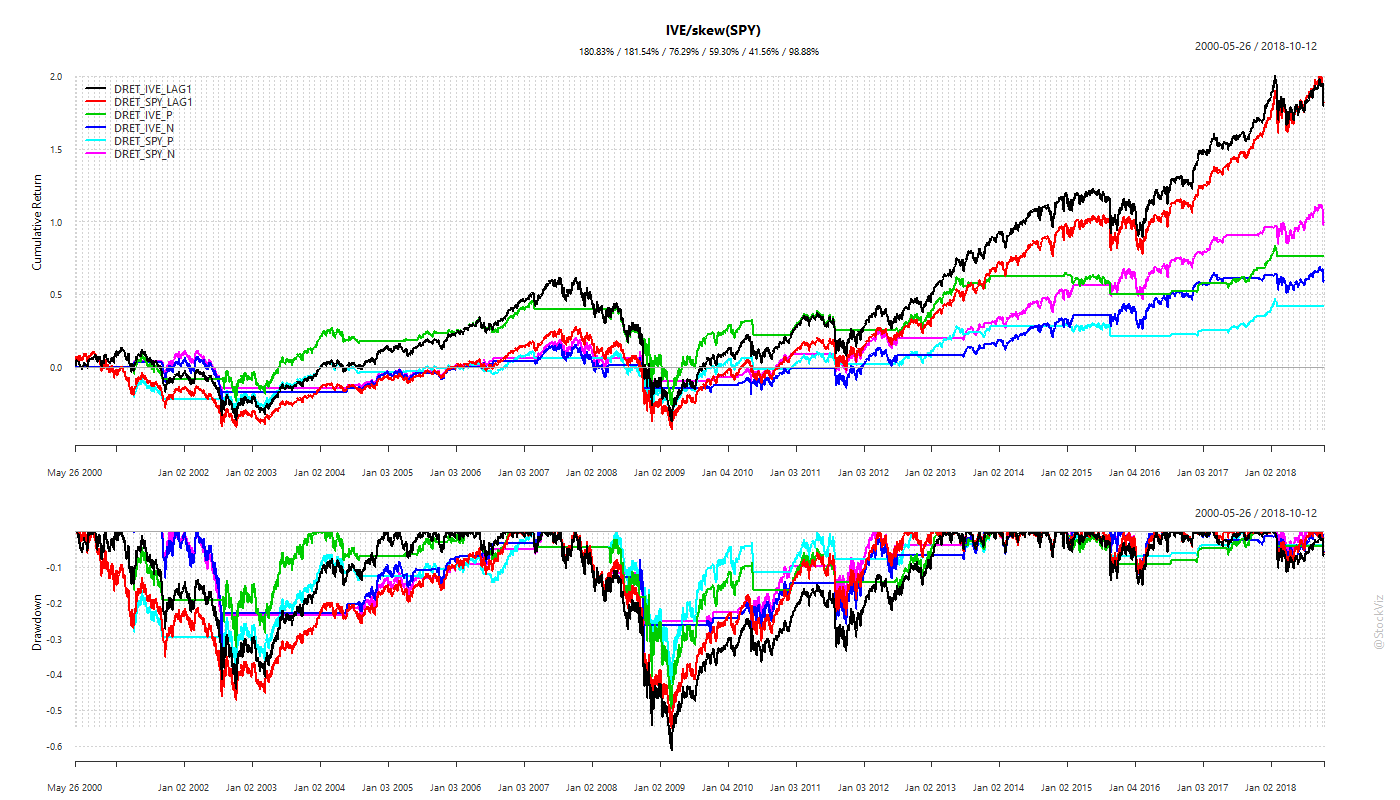 IVE/skew(SPY)
180.83% / 181.54% / 76.29% / 59.30% / 41.56% / 98.88%
2000-05-26 / 2018-10-12
DRET_IVE_LAG1
DRET_SPY_LAG1
DRET_IVE_P
DRET_IVE_N
DRET_SPY_P
DRET_SPY_N
Cumulative Return
2.0
1.5
1.0
0.5
0.0
May 26 2000 Jan 02 2002 Jan 02 2003 Jan 02 2004 Jan 03 2005 Jan 03 2006 Jan 03 2007 Jan 02 2008 Jan 02 2009 Jan 04 2010 Jan 03 2011 Jan 03 2012 Jan 02 2013 Jan 02 2014 Jan 02 2015 Jan 04 2016 Jan 03 2017 Jan 02 2018
2000-05-26 / 2018-10-12
Drawdown
-0.1
-0.2
-0.3
-0.4
-0.5
-0.6
May 26 2000 Jan 02 2002 Jan 02 2003 Jan 02 2004 Jan 03 2005 Jan 03 2006 Jan 03 2007 Jan 02 2008 Jan 02 2009 Jan 04 2010 Jan 03 2011 Jan 03 2012 Jan 02 2013 Jan 02 2014 Jan 02 2015 Jan 04 2016 Jan 03 2017 Jan 02 2018
@StockViz